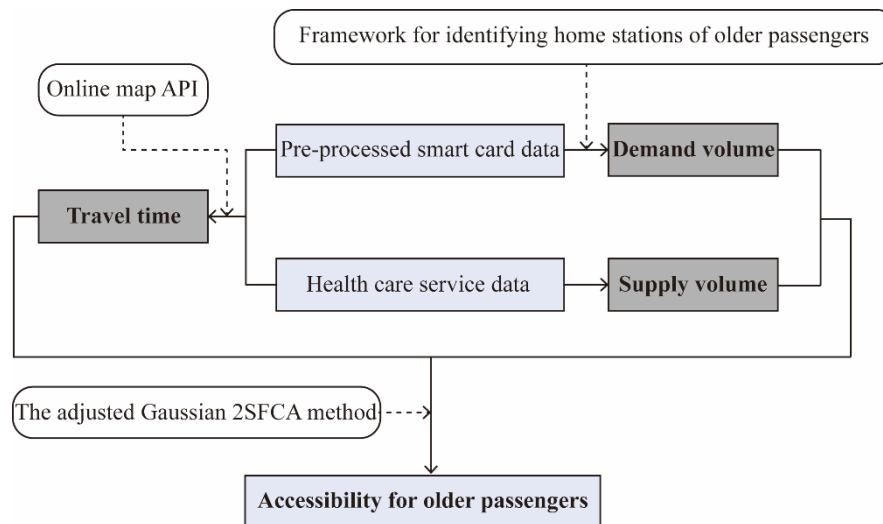 Framework for identifying home stations of older passengers
Online map API
Pre-processed smart card data
Demand volume
Travel time
Health care service data
Supply volume
The adjusted Gaussian 2SFCA method
Accessibility for older passengers